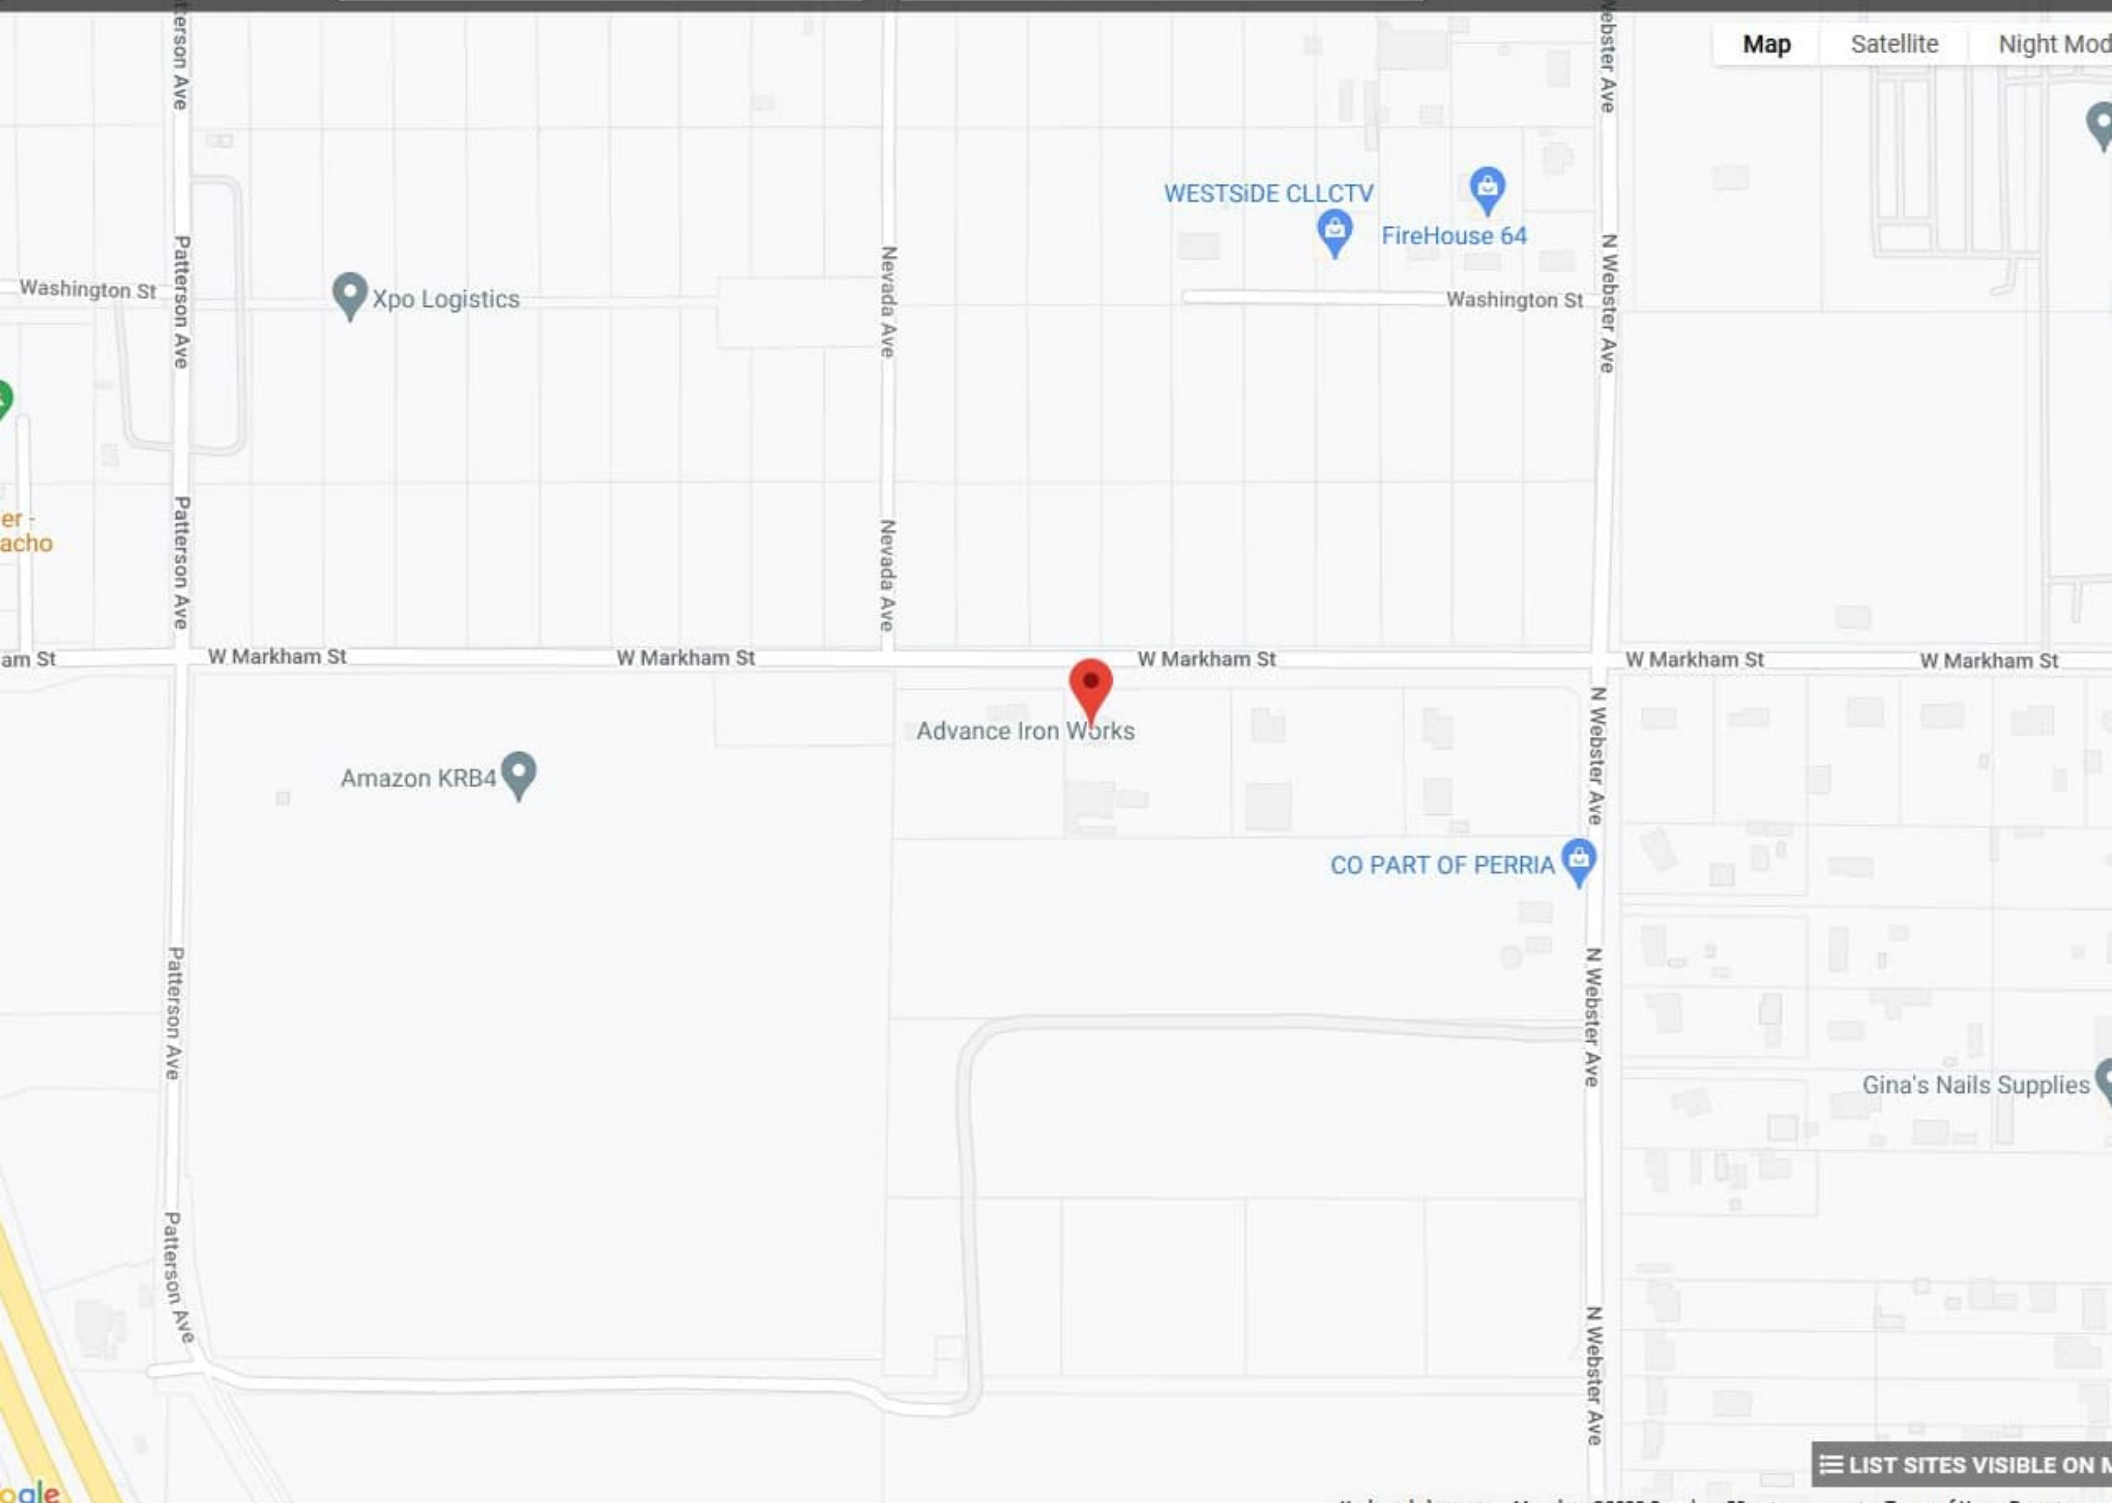 Map Satellite Night Mod
terson Ave
Webster Ave
WESTSiDE CLLCTV
FireHouse 64
Patterson Ave
Nevada Ave
N Webster Ave
Washington St
Xpo Logistics
Washington St
er -
acho
Patterson Ave
Nevada Ave
am St
W Markham St
W Markham St
W Markham St
W Markham St
W Markham St
Advance Iron Works
N Webster Ave
Amazon KRB4
CO PART OF PERRIA
Patterson Ave
N Webster Ave
Gina's Nails Supplies
Patterson Ave
N Webster Ave
LIST SITES VISIBLE ON M
ogle